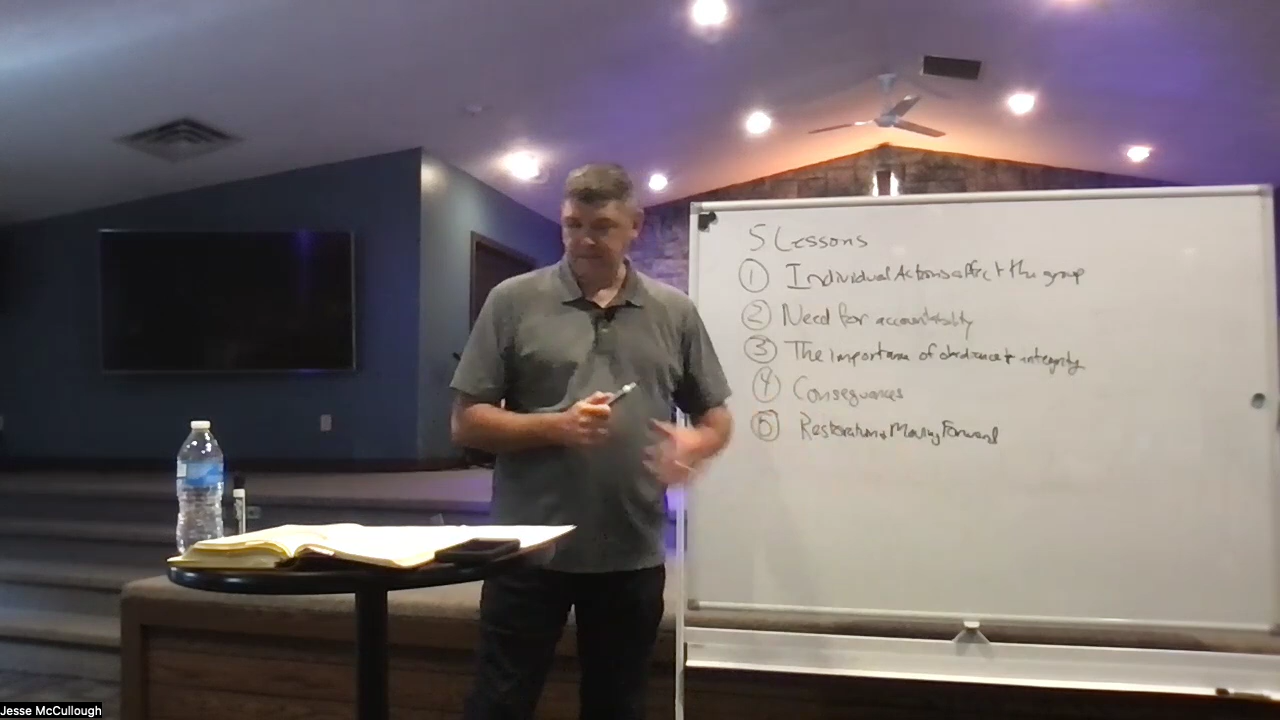 5 Lessons
① Individual Actions affect the group
② Need for accountability
③ The importance of obedience + integrity
④ Consequences
⑤ Restoration & Moving Forward
Jesse McCullough